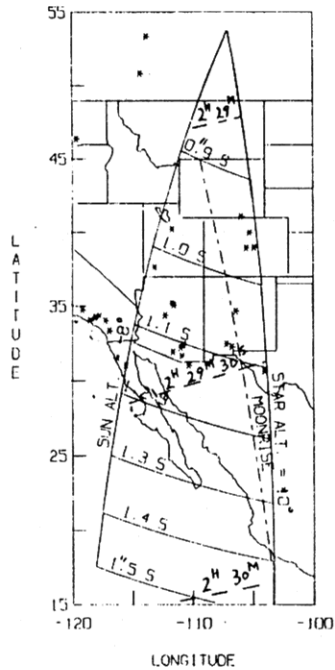 55
45
35
25
15
LATITUDE
2ᴴ 29ᴹ
0."9 S
1.0 S
1.1 S
-8°
SUN ALT.
2ᴴ 29ᴹ 30ˢ
MOONRISE
STAR ALT. = 10°
1.3 S
1.4 S
1."5 S
2ᴴ 30ᴹ
-120
-110
-100
LONGITUDE